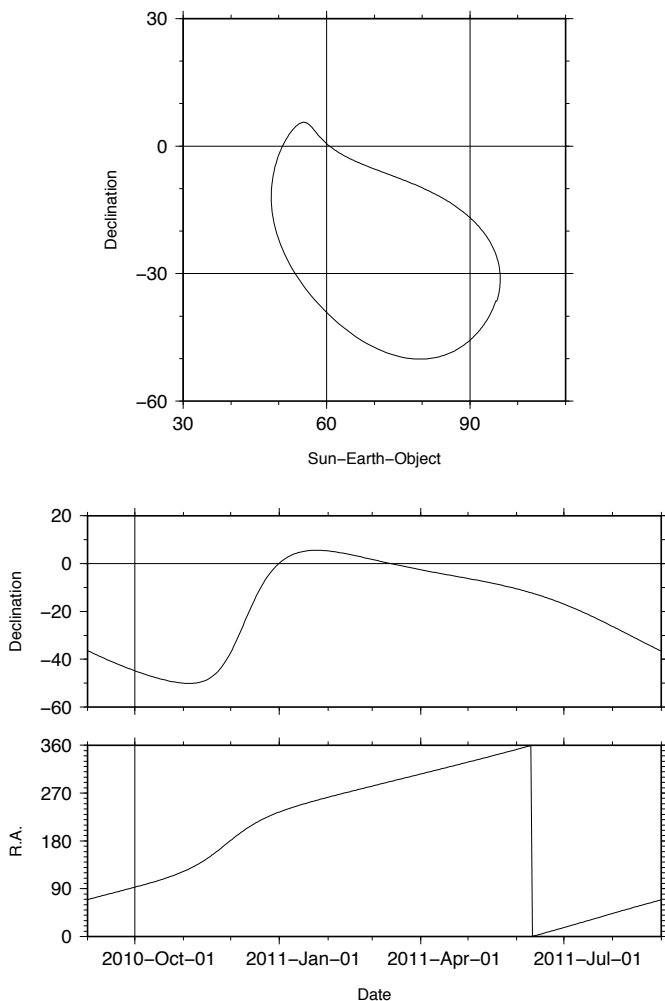 30
0
−30
−60
Declination
30 60 90
Sun−Earth−Object
20
0
−20
−40
−60
Declination
360
270
180
90
0
R.A.
2010−Oct−01 2011−Jan−01 2011−Apr−01 2011−Jul−01
Date